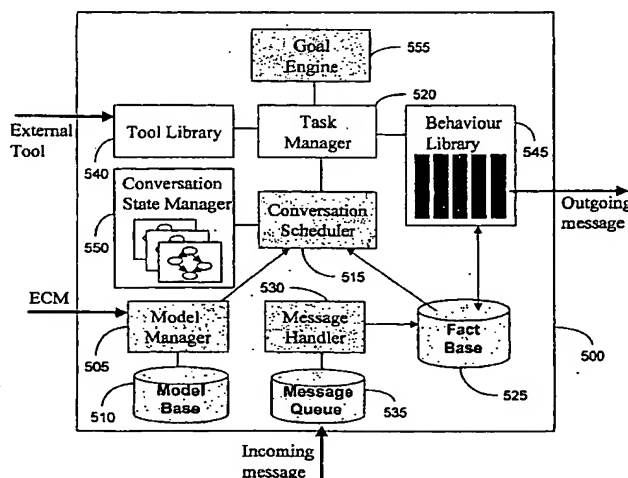 Goal
Engine
555
520
External
Tool
Tool Library
540
Task
Manager
Behaviour
Library
545
Conversation
State Manager
550
Conversation
Scheduler
515
Outgoing
message
ECM
530
Model
Manager
505
Message
Handler
Fact
Base
500
525
510
Model
Base
Message
Queue
535
Incoming
message